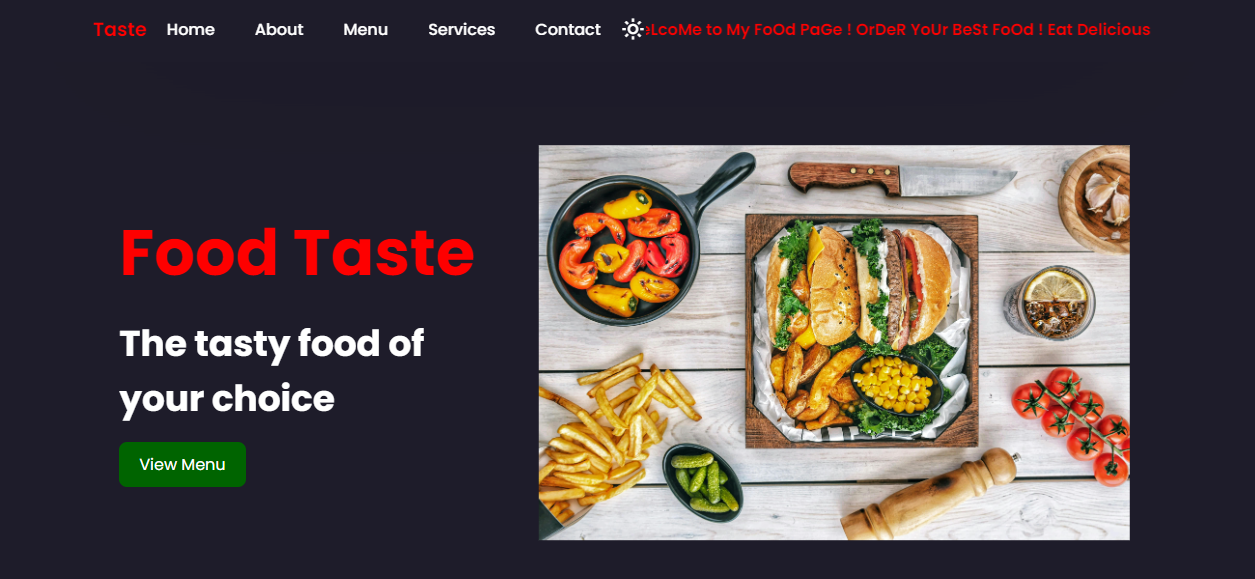 Taste Home About Menu Services Contact LcoMe to My FoOd PaGe ! OrDeR YoUr BeSt FoOd ! Eat Delicious
Food Taste
The tasty food of
your choice
View Menu